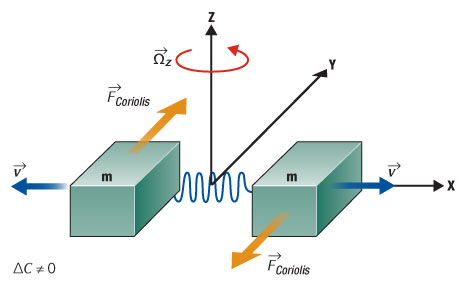 Z
Ω⃗z
Y
F⃗Coriolis
v⃗
m
m
v⃗
X
F⃗Coriolis
ΔC ≠ 0